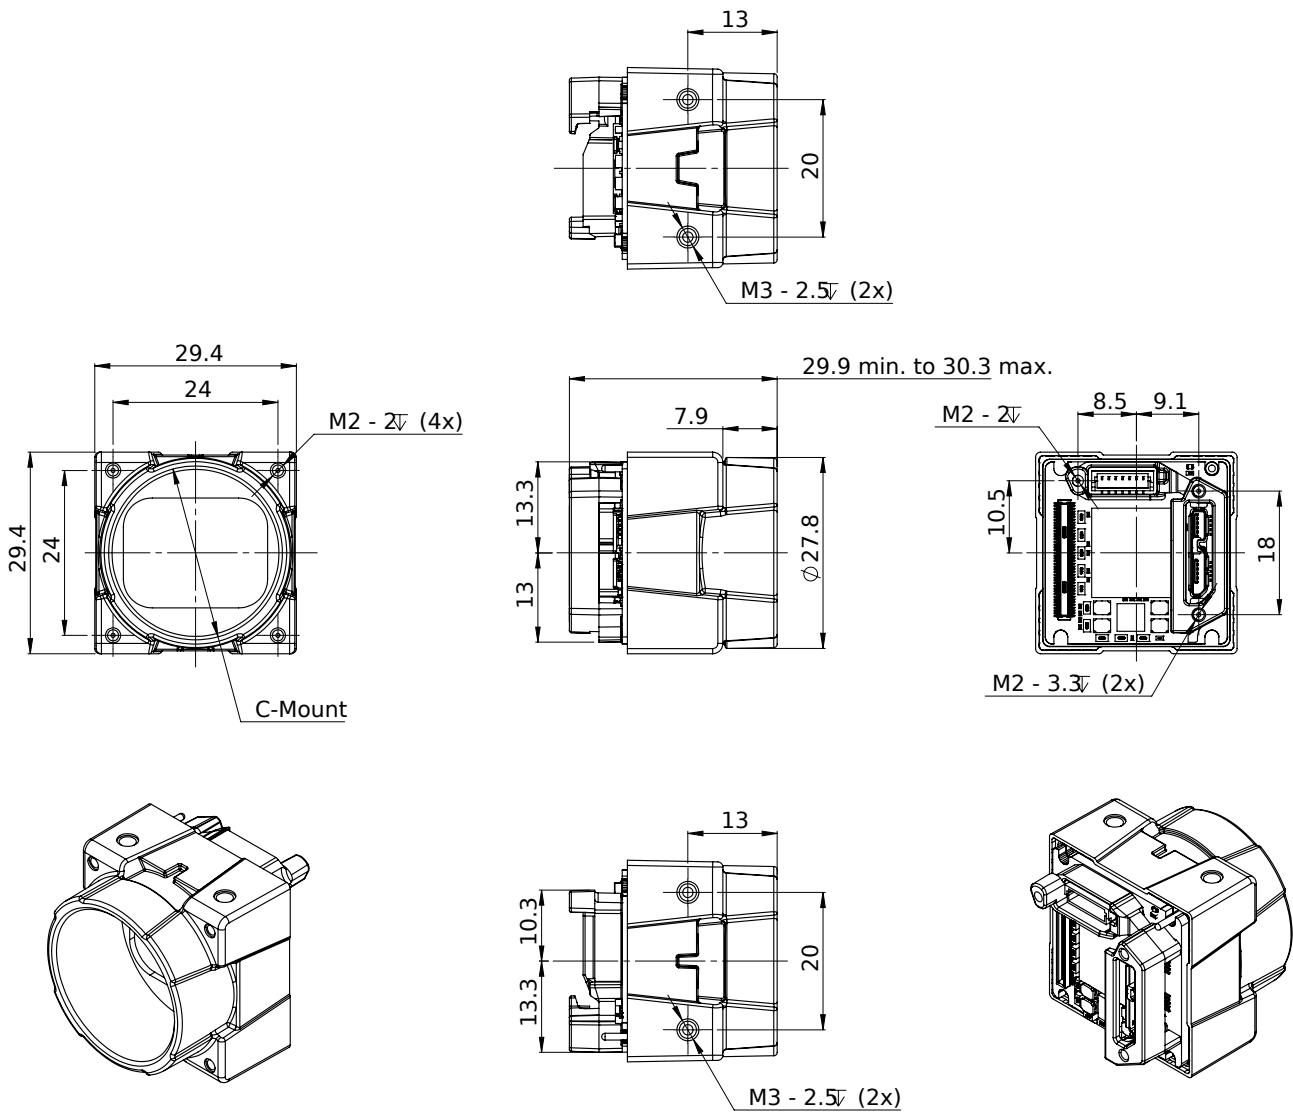 13
20
M3 - 2.5↧ (2x)
29.4
24
M2 - 2↧ (4x)
29.4
24
C-Mount
29.9 min. to 30.3 max.
7.9
13.3
13
⌀27.8
8.5
9.1
M2 - 2↧
10.5
18
M2 - 3.3↧ (2x)
13
10.3
13.3
20
M3 - 2.5↧ (2x)